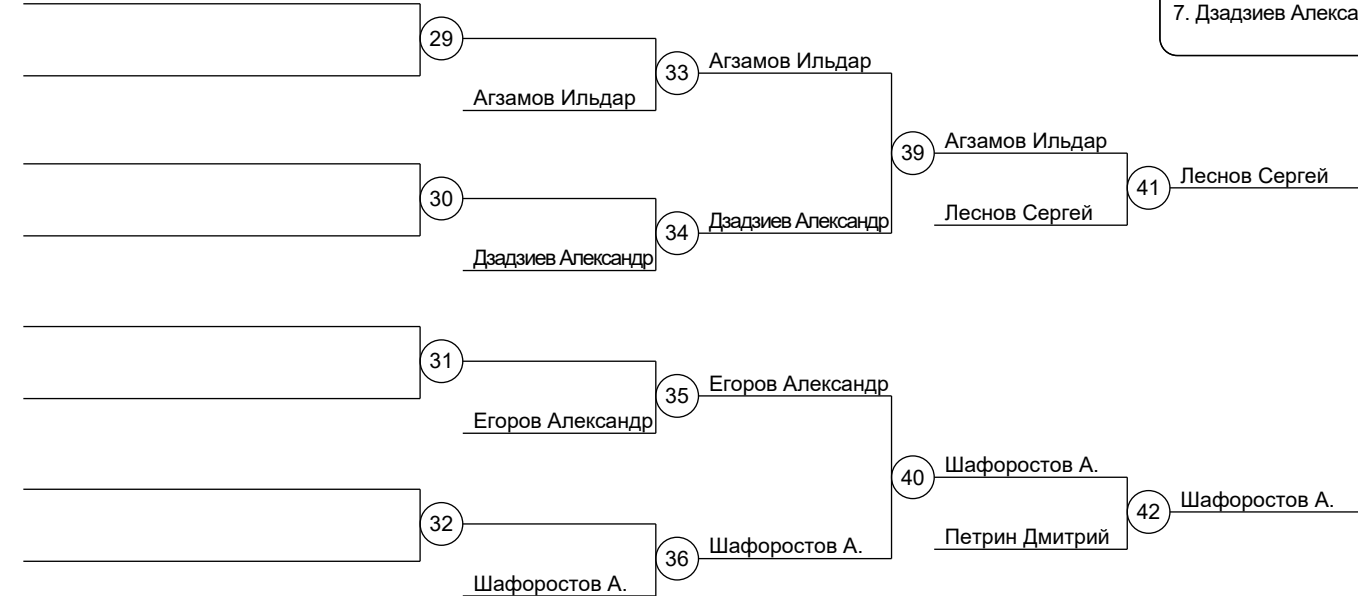 7. Дзадзиев Алекса
29
Агзамов Ильдар
33
Агзамов Ильдар
39
Агзамов Ильдар
41
Леснов Сергей
30
Леснов Сергей
34
Дзадзиев Александр
Дзадзиев Александр
31
35
Егоров Александр
Егоров Александр
40
Шафоростов А.
42
Шафоростов А.
32
Петрин Дмитрий
36
Шафоростов А.
Шафоростов А.